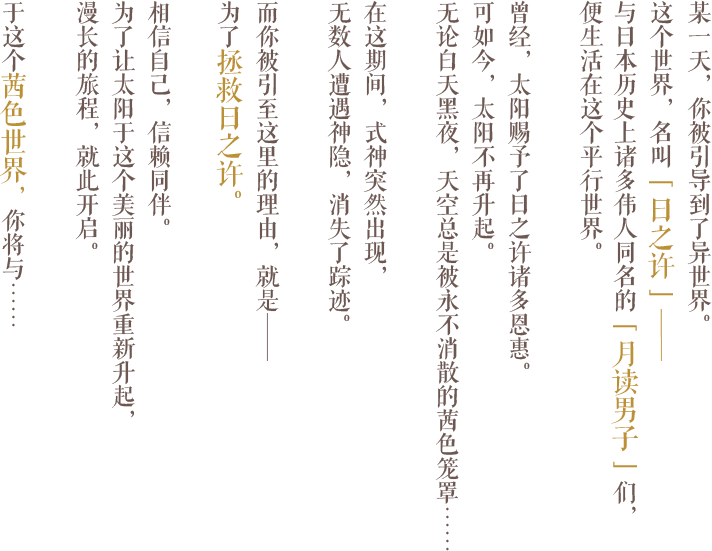 某一天，你被引导到了异世界。
这个世界，名叫「日之许」——
与日本历史上诸多伟人同名的「月读男子」们，
便生活在这个平行世界。
曾经，太阳赐予了日之许诸多恩惠。
可如今，太阳不再升起。
无论白天黑夜，天空总是被永不消散的茜色笼罩……
在这期间，式神突然出现，
无数人遭遇神隐，消失了踪迹。
而你被引至这里的理由，就是——
为了拯救日之许。
相信自己，信赖同伴。
为了让太阳于这个美丽的世界重新升起，
漫长的旅程，就此开启。
于这个茜色世界，你将与……